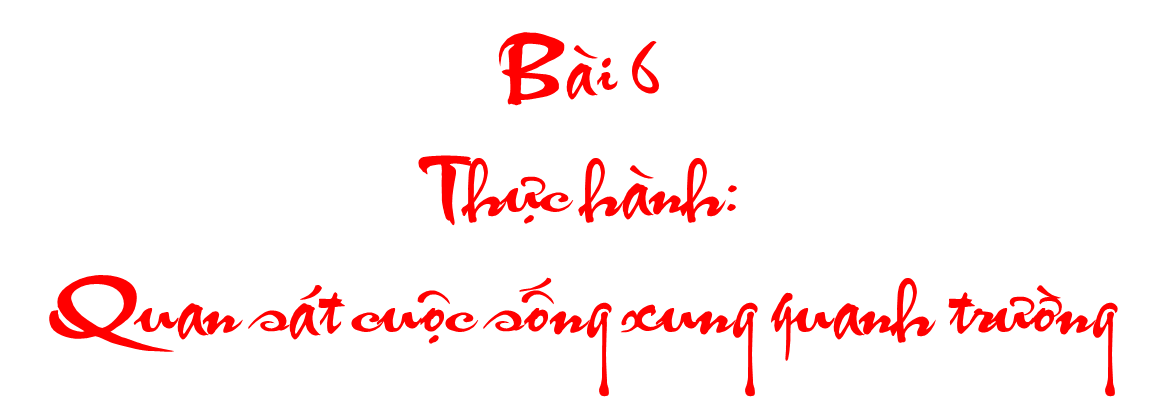 Bài 6
Thực hành:
Quan sát cuộc sống xung quanh trường